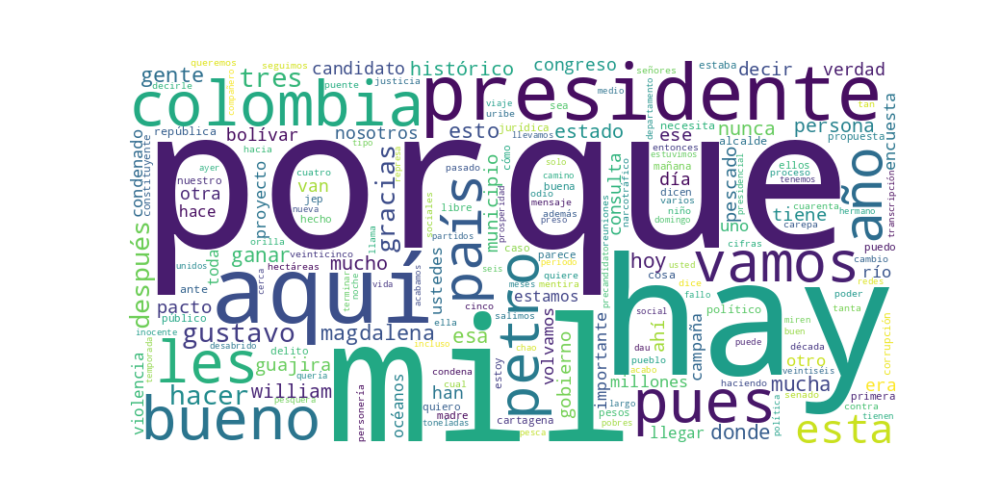 queremos
seguimos
gente
tres
decirle
compañero
puente
candidato
justicia
histórico
congreso
estaba
decir
verdad
señores
medio
tan
colombia
presidente
viaje
sea
uribe
llevamos
departamento
república
bolívar
nosotros
esto
jurídica
estado
ese
necesita
nunca
persona
propuesta
alcalde
encuesta
constituyente
condenado
ayer
hacia
tipo
represa
gracias
porque
pasado
cómo
solo
camino
buena
odio
mensaje
además
preso
estuvimos
entonces
mañana
día
dicen
varios
niño
domingo
presidencial
pescado
ellos
proceso
tenemos
cuarenta
tiene
hermano
transcripción
año
nuestro
otra
hace
proyecto
cuatro
van
jep
nueva
hecho
país
prosperidad
libre
sociales
partidos
municipio
consulta
narcotráfico
reuniones
precandidato
uno
cifras
carepa
puedo
cambio
río
después
toda
orilla
ganar
veinticinco
hectáreas
mucho
llama
aquí
ustedes
caso
parece
seis
quiere
periodo
meses
mentira
hoy
cosa
usted
dice
vamos
redes
unidos
ante
cerca
pacto
público
vida
terminar
noche
acabamos
cinco
estamos
salimos
ella
petro
volvamos
fallo
poder
tanta
hay
inocente
gustavo
magdalena
esa
importante
campaña
político
social
miren
buen
década
corrupción
desabrido
les
delito
guajira
incluso
chao
condena
estoy
gobierno
dau
pueblo
acabo
ahí
puede
otro
veintiseis
violencia
temporada
hacer
quería
william
pesquera
mil
cual
han
quiero
madre
océanos
toneladas
personería
cartagena
pesca
millones
pesos
pobres
largo
haciendo
mucha
senado
era
primera
contra
tienen
bueno
pues
llegar
donde
política
esta